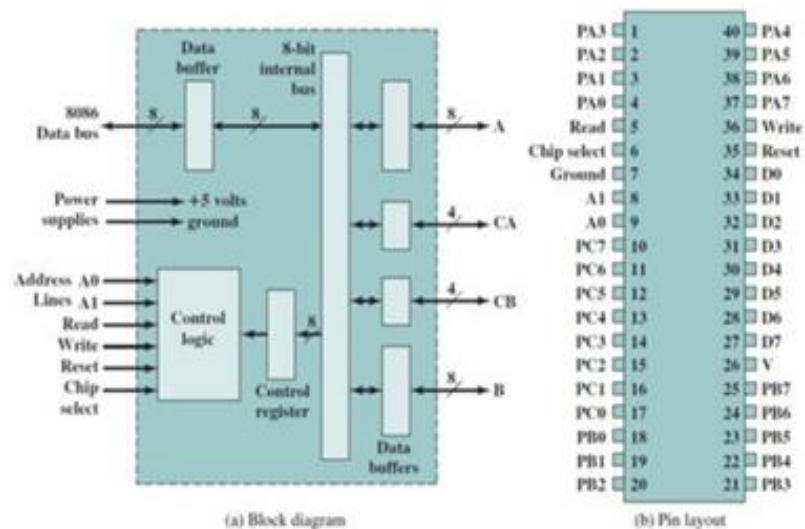 Data
buffer
8-bit
internal
bus
8086
Data bus
8
8
8
A
Power
supplies
+5 volts
ground
4
CA
Address A0
Lines A1
Read
Write
Reset
Chip
select
Control
logic
8
Control
register
4
CB
8
B
Data
buffers
(a) Block diagram
PA3 1 40 PA4
PA2 2 39 PA5
PA1 3 38 PA6
PA0 4 37 PA7
Read 5 36 Write
Chip select 6 35 Reset
Ground 7 34 D0
A1 8 33 D1
A0 9 32 D2
PC7 10 31 D3
PC6 11 30 D4
PC5 12 29 D5
PC4 13 28 D6
PC3 14 27 D7
PC2 15 26 V
PC1 16 25 PB7
PC0 17 24 PB6
PB0 18 23 PB5
PB1 19 22 PB4
PB2 20 21 PB3
(b) Pin layout